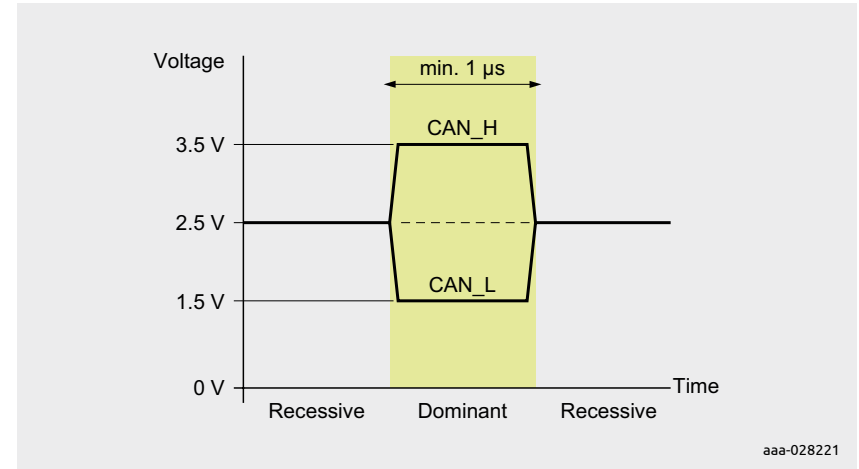 Voltage
min. 1 µs
CAN_H
3.5 V
2.5 V
CAN_L
1.5 V
0 V
Time
Recessive Dominant Recessive
aaa-028221